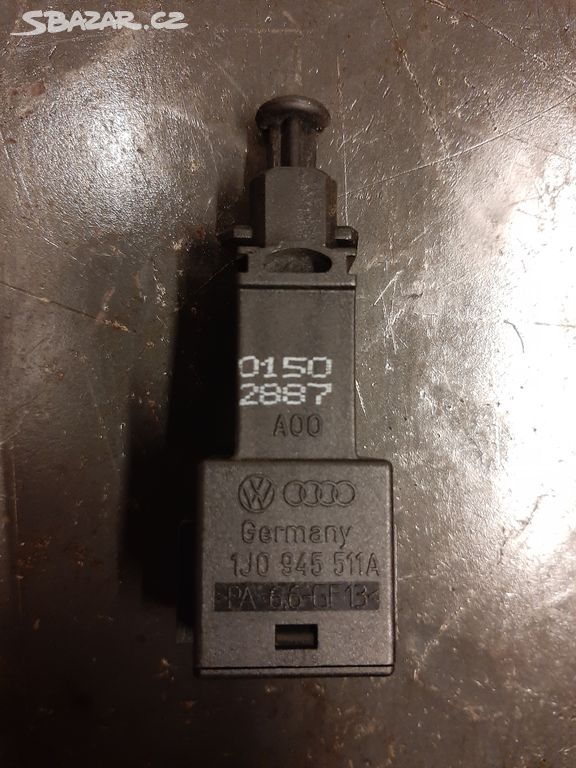 SBAZAR.CZ
0150
2887
A00
Germany
1J0 945 511A
>PA 6.6-GF13<